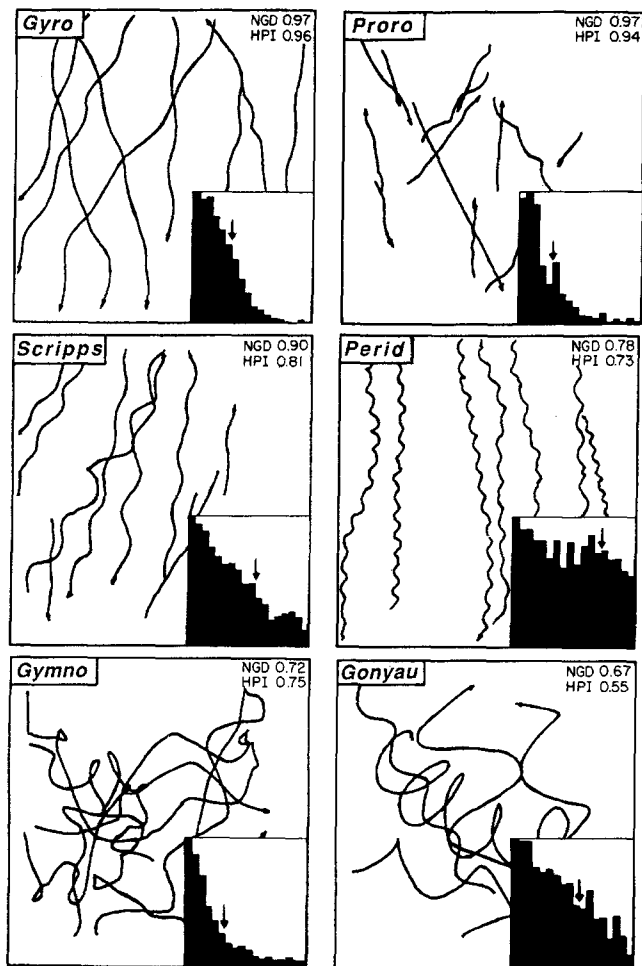 Gyro
NGD 0.97
HPI 0.96
Proro
NGD 0.97
HPI 0.94
Scripps
NGD 0.90
HPI 0.81
Perid
NGD 0.78
HPI 0.73
Gymno
NGD 0.72
HPI 0.75
Gonyau
NGD 0.67
HPI 0.55